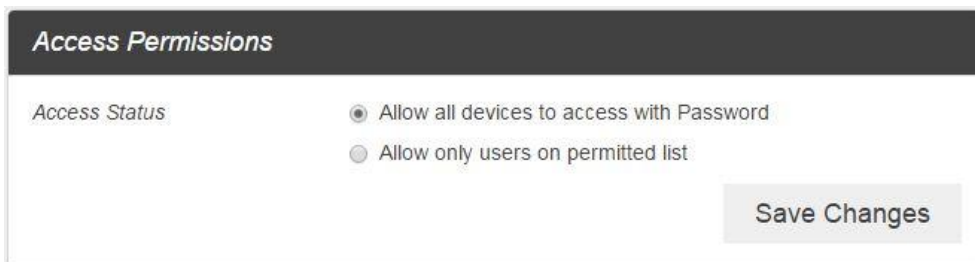 Access Permissions
Access Status
Allow all devices to access with Password
Allow only users on permitted list
Save Changes